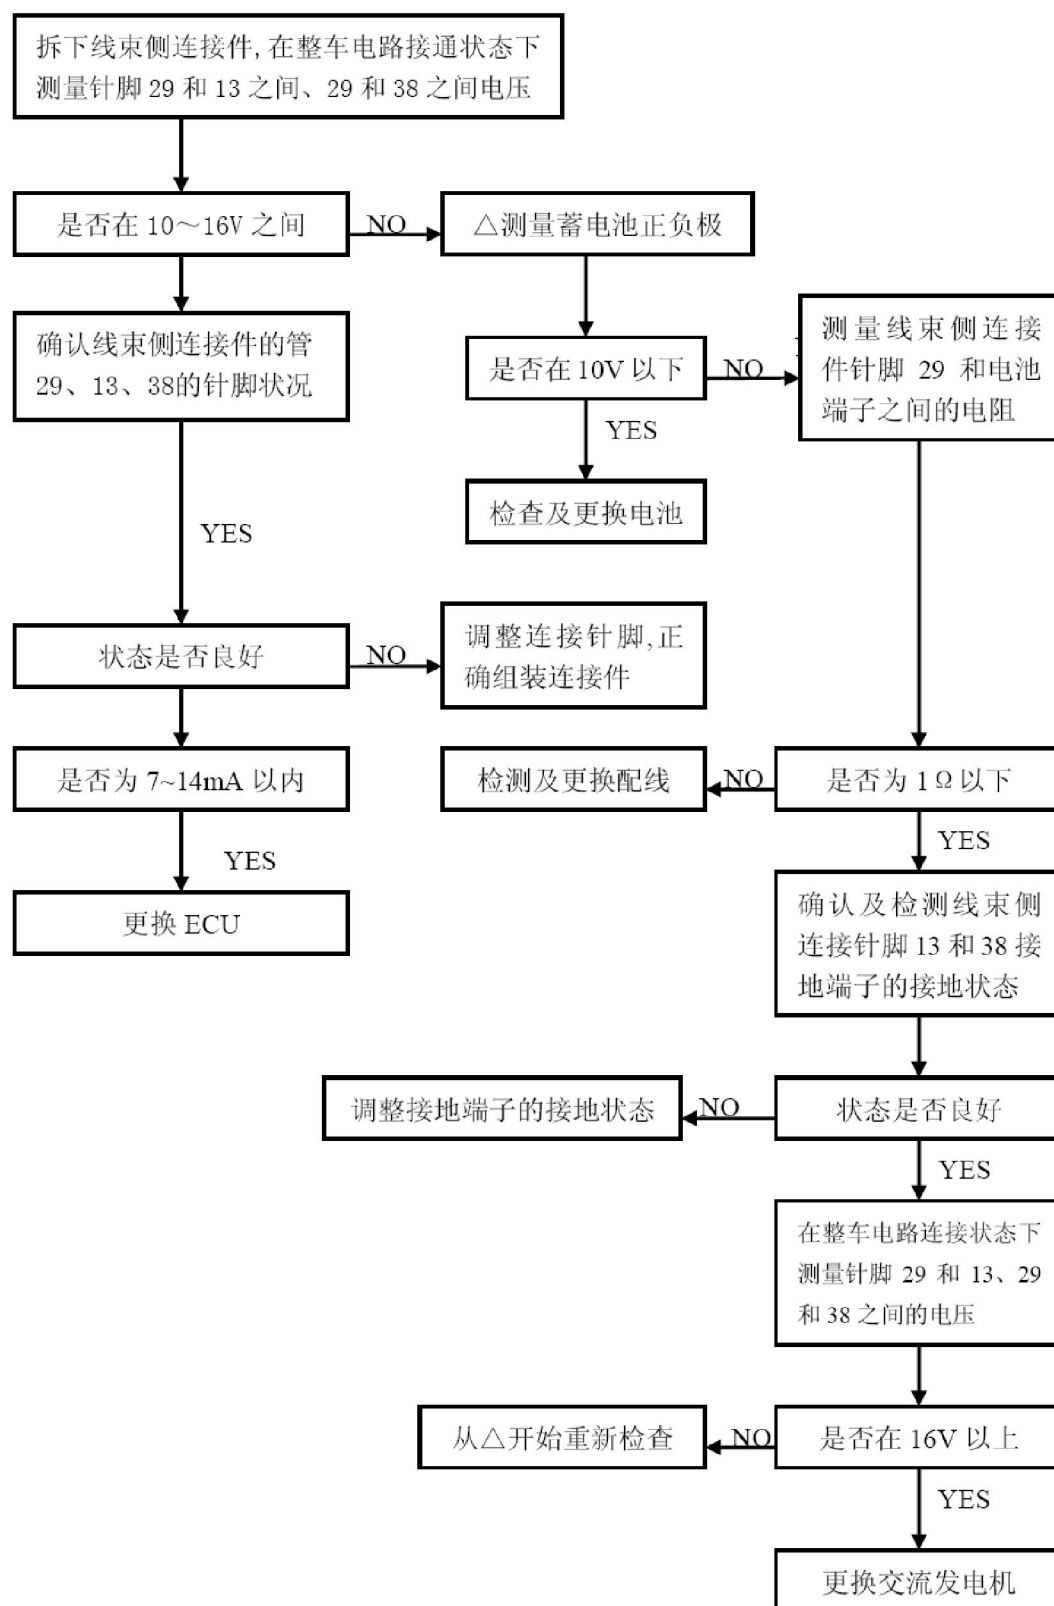 拆下线束侧连接件,在整车电路接通状态下
测量针脚 29 和 13 之间、29 和 38 之间电压
是否在 10～16V 之间
NO
△测量蓄电池正负极
确认线束侧连接件的管
29、13、38的针脚状况
是否在 10V 以下
NO
测量线束侧连接
件针脚 29 和电池
端子之间的电阻
YES
检查及更换电池
YES
状态是否良好
NO
调整连接针脚,正
确组装连接件
是否为 7~14mA 以内
检测及更换配线
NO
是否为 1Ω以下
YES
YES
更换 ECU
确认及检测线束侧
连接针脚 13 和 38 接
地端子的接地状态
调整接地端子的接地状态
NO
状态是否良好
YES
在整车电路连接状态下
测量针脚 29 和 13、29
和 38 之间的电压
从△开始重新检查
NO
是否在 16V 以上
YES
更换交流发电机